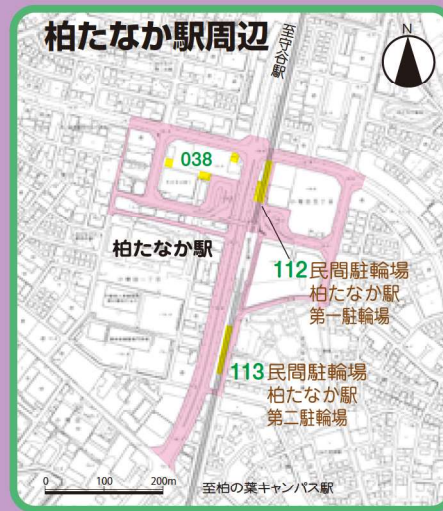 柏たなか駅周辺
至守谷駅
N
038
柏たなか駅
112民間駐輪場
柏たなか駅
第一駐輪場
113民間駐輪場
柏たなか駅
第二駐輪場
0 100 200m
至柏の葉キャンパス駅